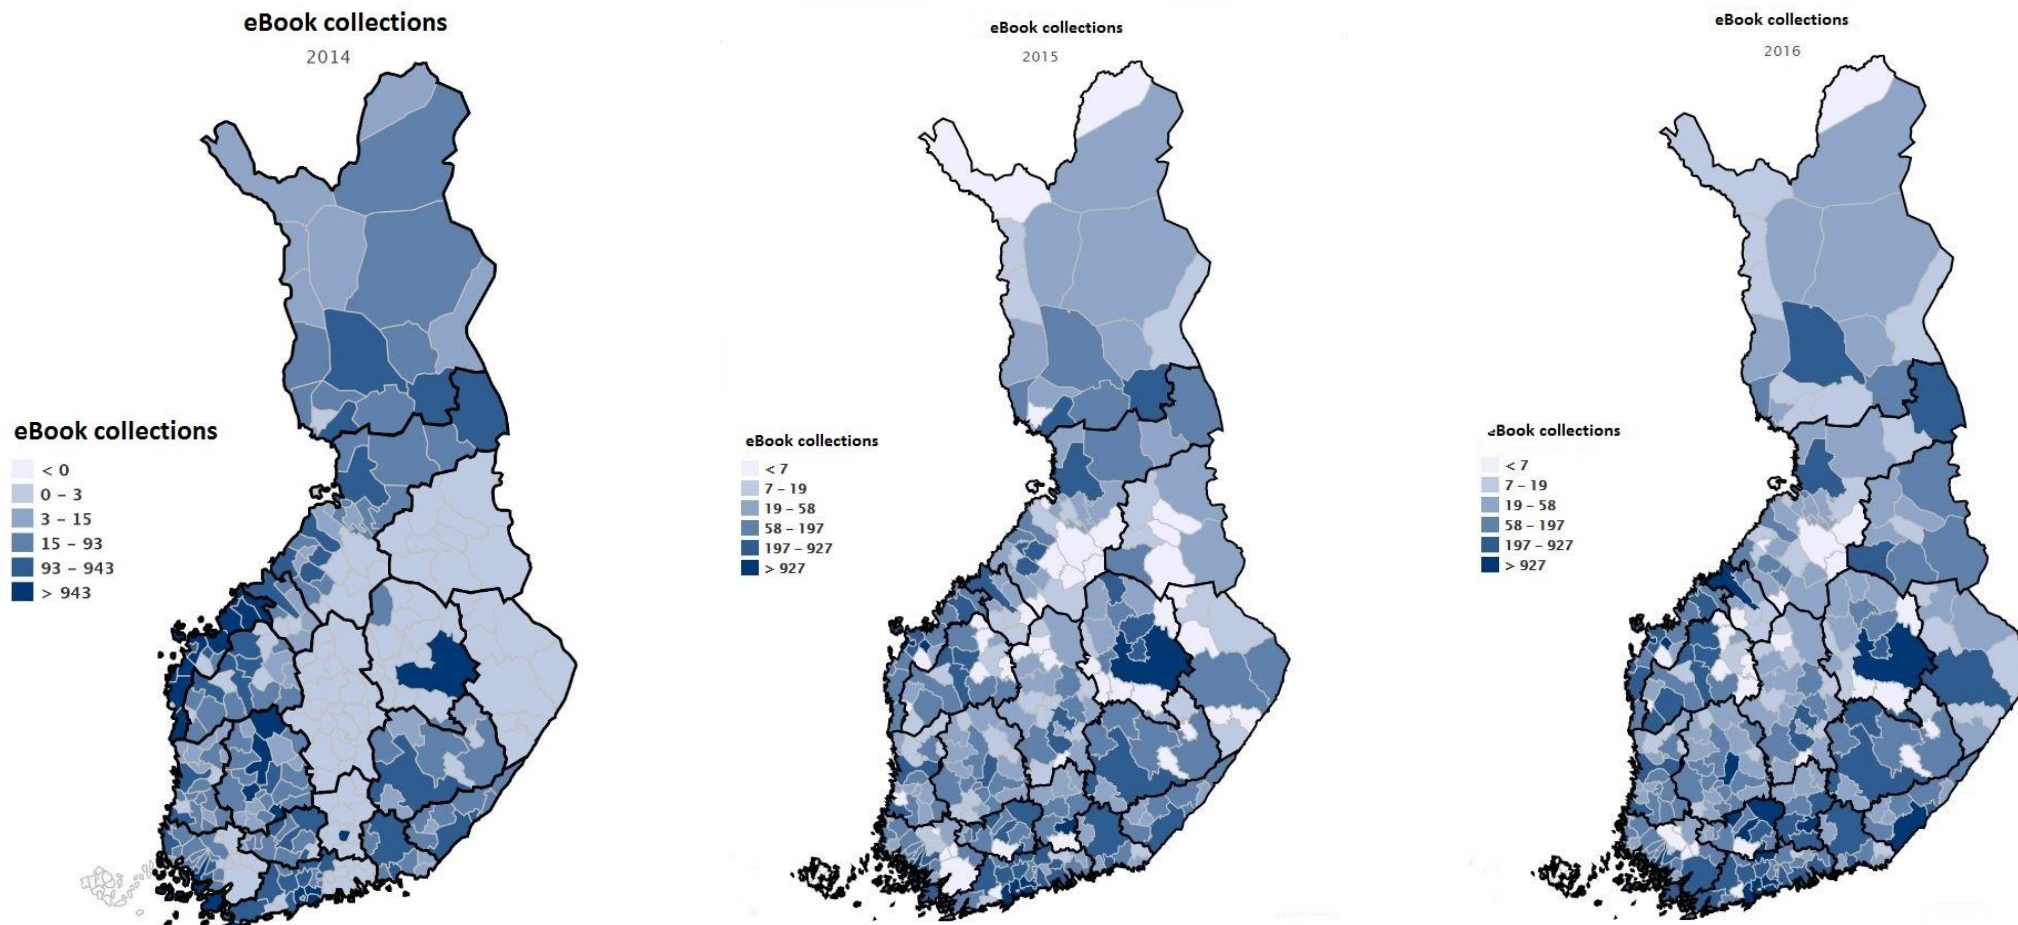 eBook collections
2014
eBook collections
< 0
0 – 3
3 – 15
15 – 93
93 – 943
> 943
eBook collections
2015
eBook collections
< 7
7 – 19
19 – 58
58 – 197
197 – 927
> 927
eBook collections
2016
eBook collections
< 7
7 – 19
19 – 58
58 – 197
197 – 927
> 927